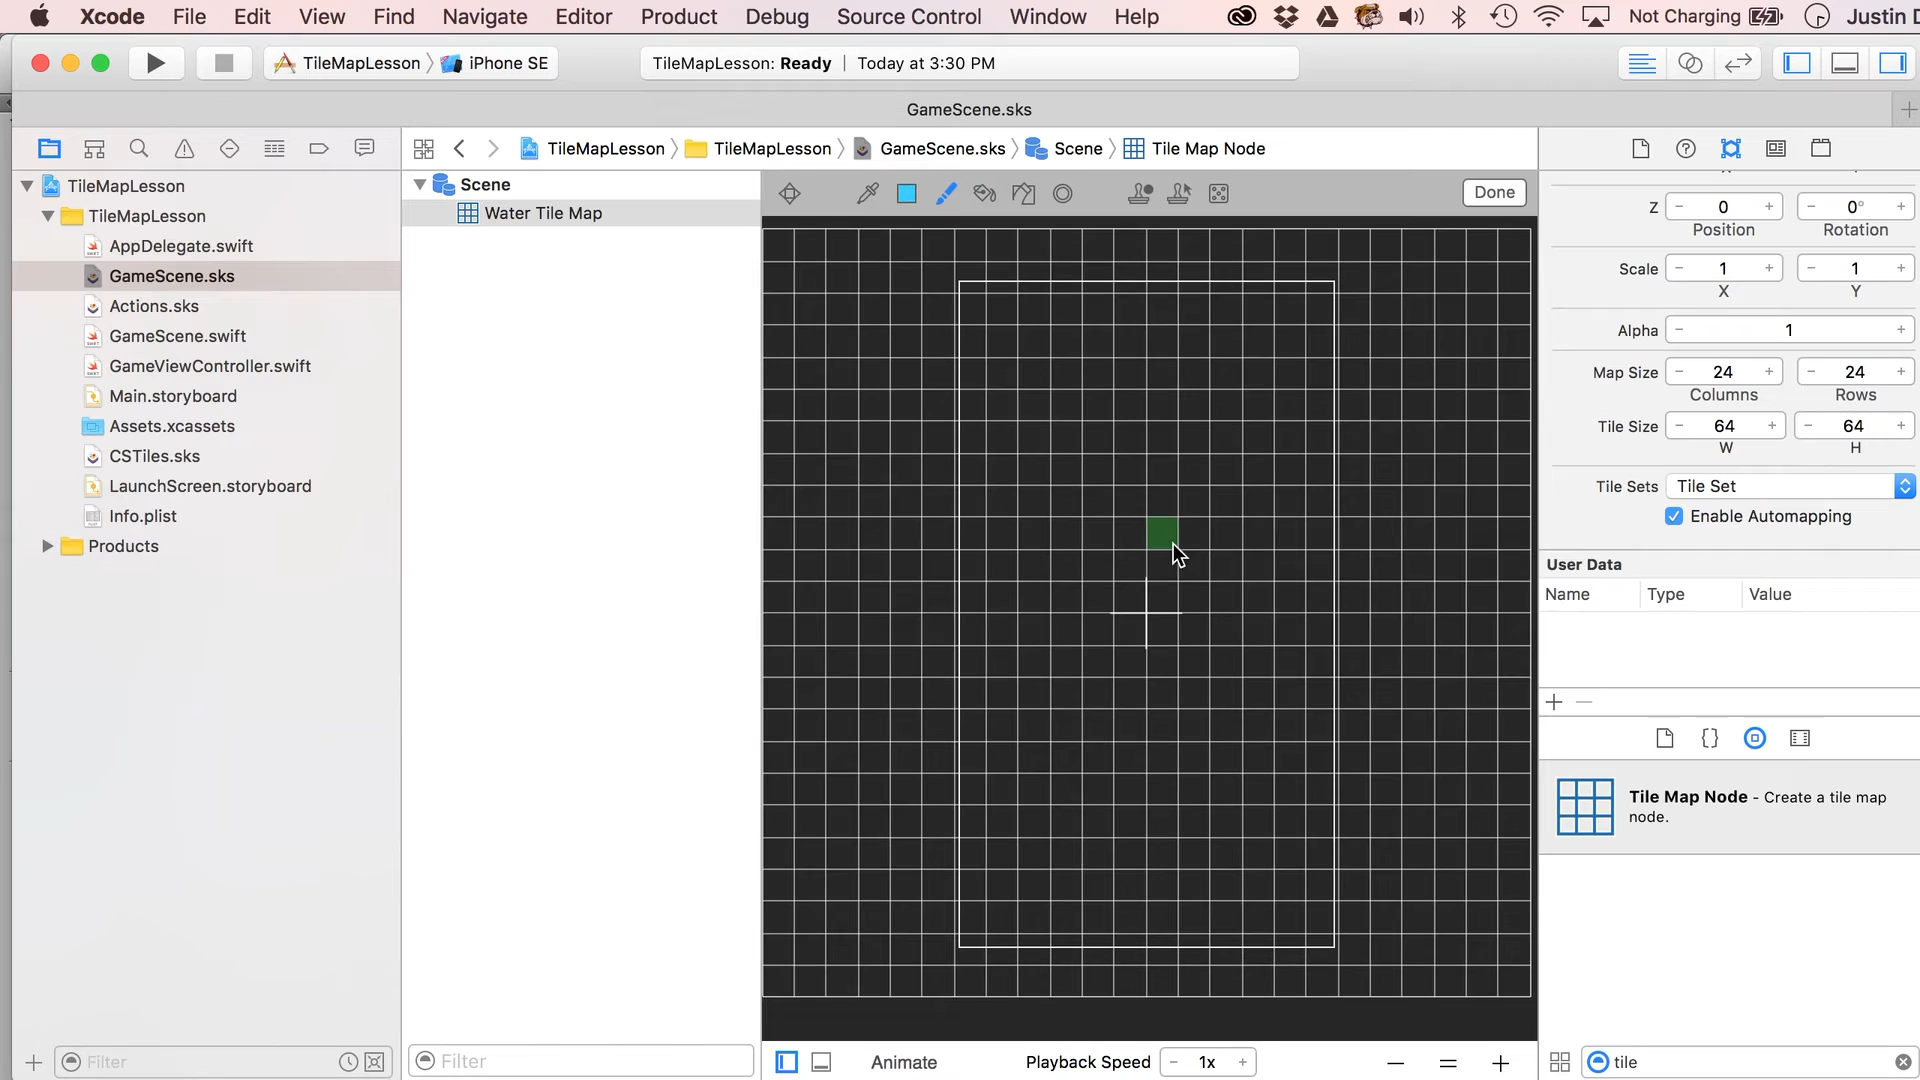 Xcode File Edit View Find Navigate Editor Product Debug Source Control Window Help Not Charging Justin D
TileMapLesson iPhone SE
TileMapLesson: Ready Today at 3:30 PM
GameScene.sks
TileMapLesson TileMapLesson GameScene.sks Scene Tile Map Node
TileMapLesson
TileMapLesson
AppDelegate.swift
GameScene.sks
Actions.sks
GameScene.swift
GameViewController.swift
Main.storyboard
Assets.xcassets
CSTiles.sks
LaunchScreen.storyboard
Info.plist
Products
Filter
Scene
Water Tile Map
Filter
Done
Animate Playback Speed - 1x +
Z - 0 + - 0° +
Position Rotation
Scale - 1 + - 1 +
X Y
Alpha - 1 +
Map Size - 24 + - 24 +
Columns Rows
Tile Size - 64 + - 64 +
W H
Tile Sets Tile Set
Enable Automapping
User Data
Name Type Value
Tile Map Node - Create a tile map
node.
tile